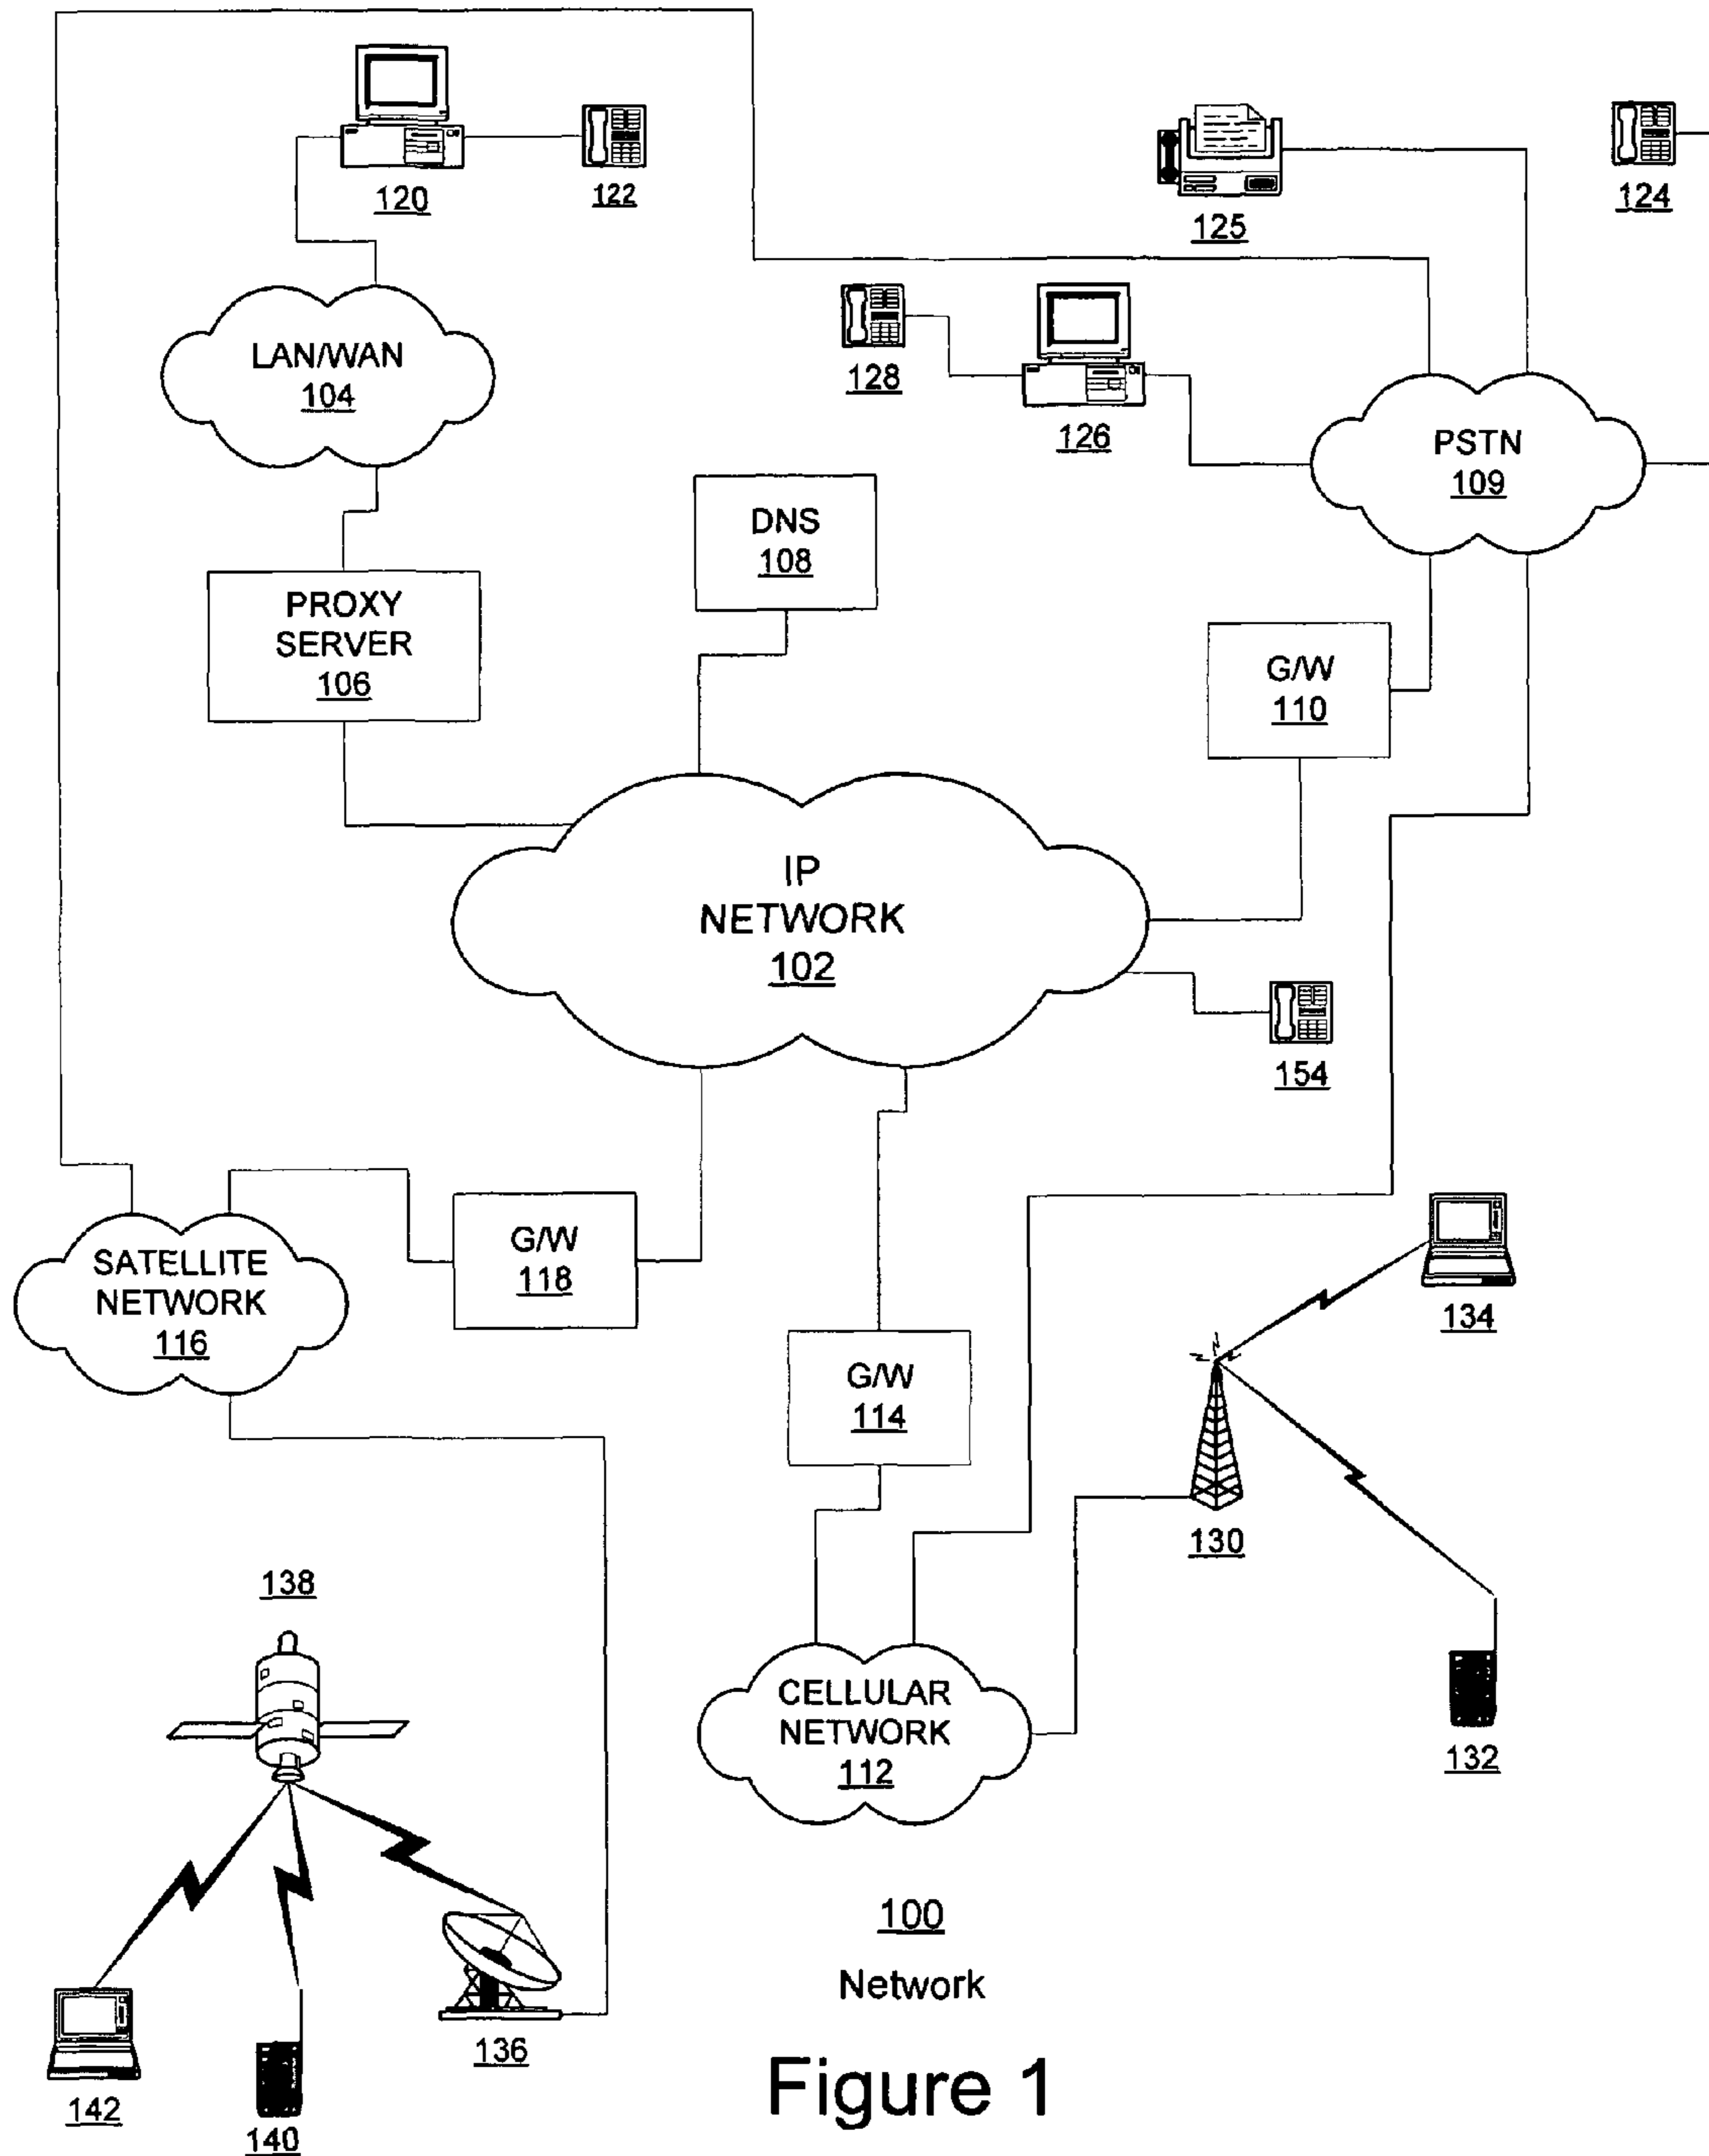 120
122
125
124
LAN/WAN
104
128
126
PSTN
109
DNS
108
PROXY
SERVER
106
G/W
110
IP
NETWORK
102
154
SATELLITE
NETWORK
116
G/W
118
134
G/W
114
130
138
CELLULAR
NETWORK
112
132
100
Network
136
142
140
Figure 1